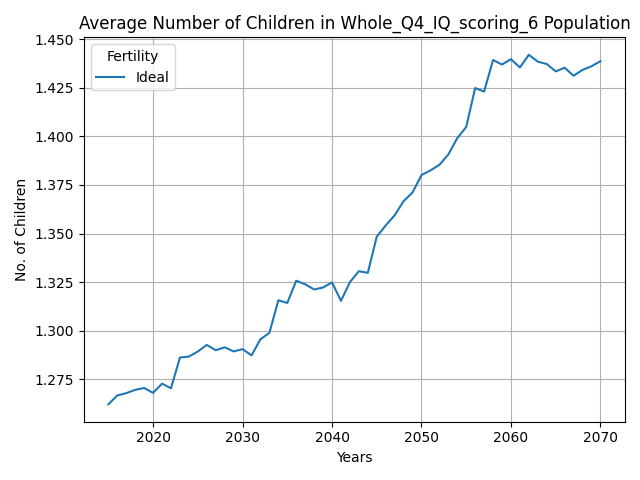 Average Number of Children in Whole_Q4_IQ_scoring_6 Population
1.450
1.425
1.400
1.375
1.350
1.325
1.300
1.275
No. of Children
Fertility
Ideal
2020 2030 2040 2050 2060 2070
Years